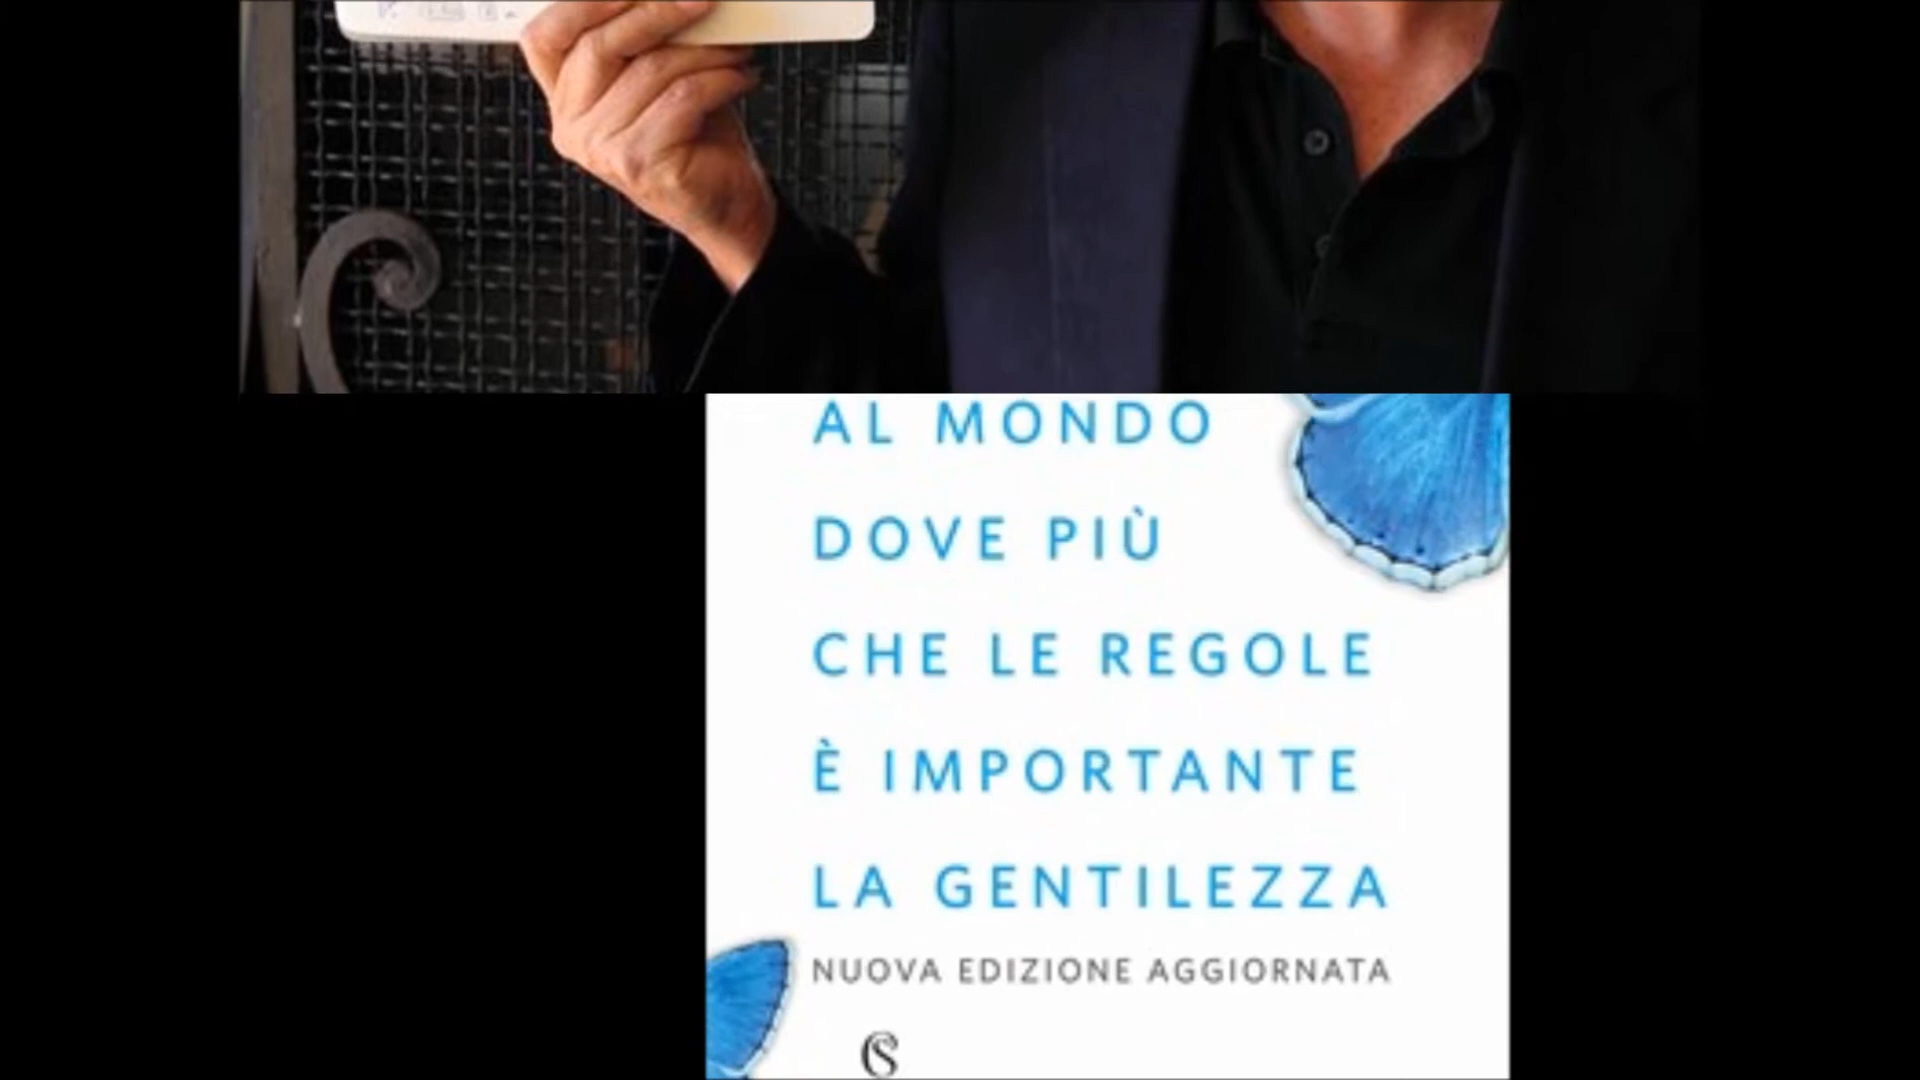 AL MONDO
DOVE PIÙ
CHE LE REGOLE
È IMPORTANTE
LA GENTILEZZA
NUOVA EDIZIONE AGGIORNATA